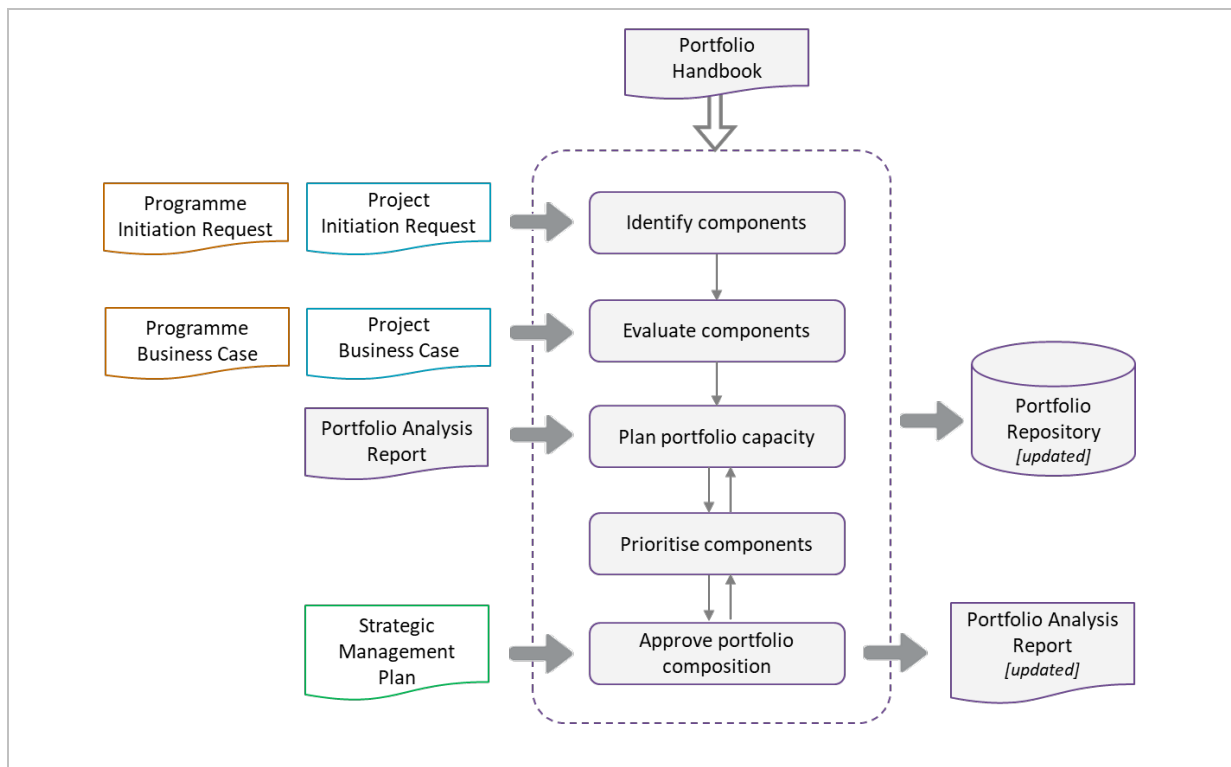 Portfolio
Handbook
Programme
Initiation Request
Project
Initiation Request
Identify components
Programme
Business Case
Project
Business Case
Evaluate components
Portfolio Analysis
Report
Plan portfolio capacity
Portfolio
Repository
[updated]
Prioritise components
Strategic
Management
Plan
Approve portfolio
composition
Portfolio Analysis
Report
[updated]